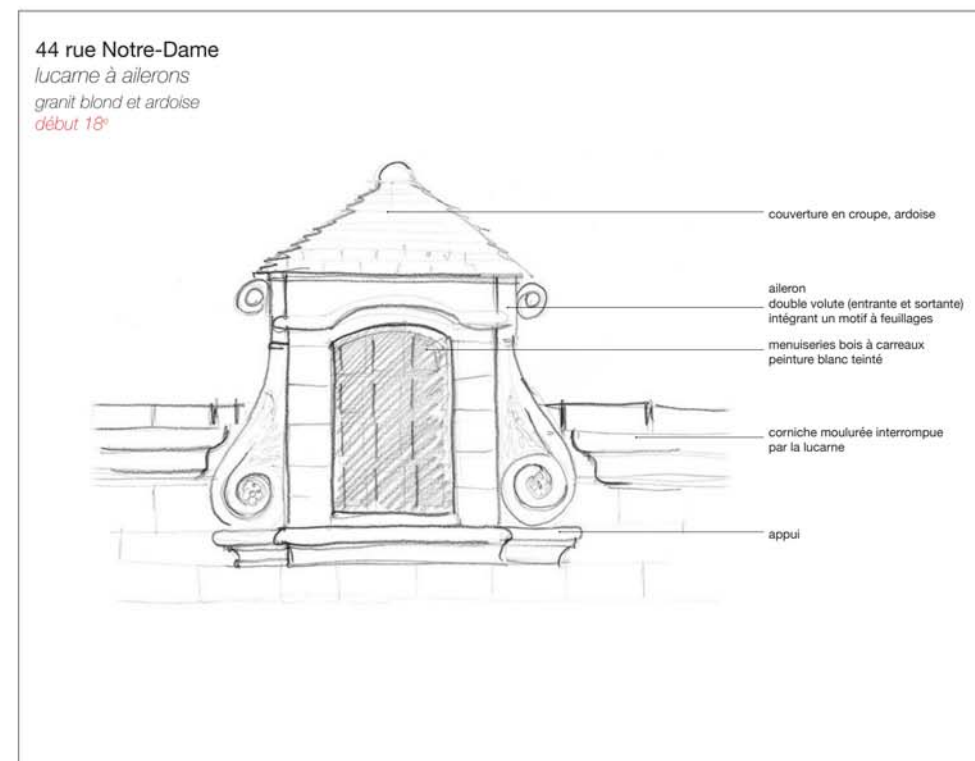 44 rue Notre-Dame
lucarne à ailerons
granit blond et ardoise
début 18e
couverture en croupe, ardoise
aileron
double volute (entrante et sortante)
intégrant un motif à feuillages
menuiseries bois à carreaux
peinture blanc teinté
corniche moulurée interrompue
par la lucarne
appui